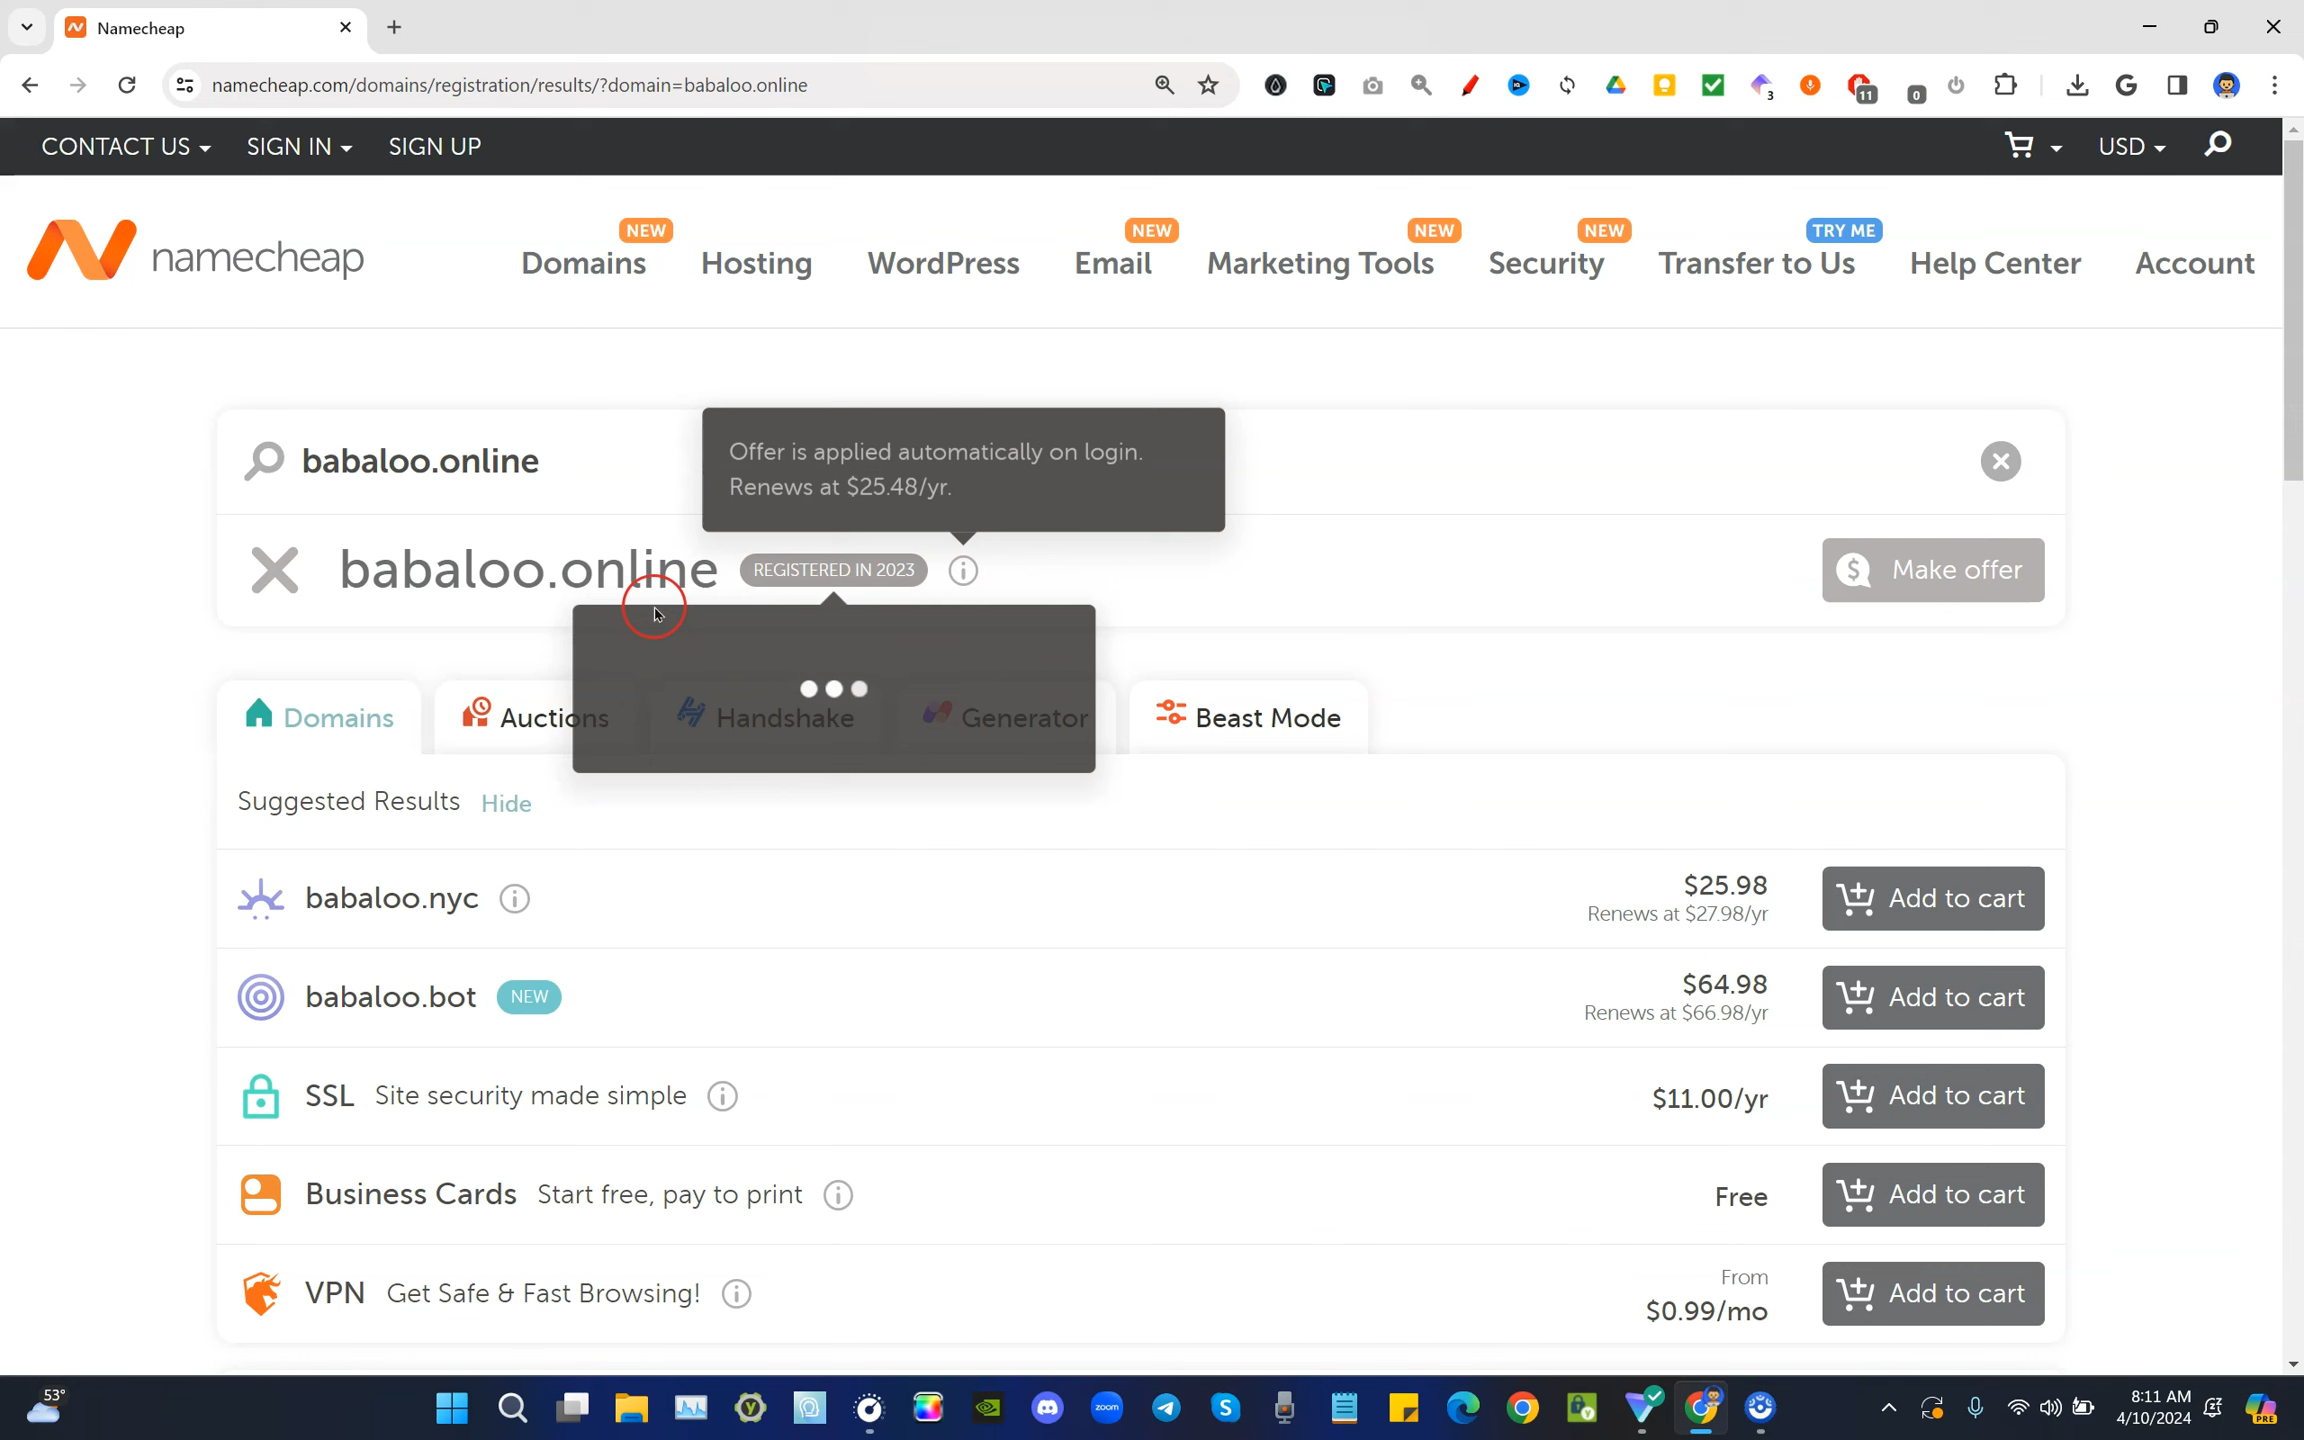 Namecheap
namecheap.com/domains/registration/results/?domain=babaloo.online
3
11
0
CONTACT US
SIGN IN
SIGN UP
USD
namecheap
Domains NEW
Hosting
WordPress
Email NEW
Marketing Tools NEW
Security NEW
Transfer to Us TRY ME
Help Center
Account
babaloo.online
Offer is applied automatically on login.
Renews at $25.48/yr.
babaloo.online REGISTERED IN 2023
Make offer
Domains
Auctions
Handshake
Generator
Beast Mode
Suggested Results Hide
babaloo.nyc
$25.98
Renews at $27.98/yr
Add to cart
babaloo.bot NEW
$64.98
Renews at $66.98/yr
Add to cart
SSL Site security made simple
$11.00/yr
Add to cart
Business Cards Start free, pay to print
Free
Add to cart
VPN Get Safe & Fast Browsing!
From
$0.99/mo
Add to cart
53°
zoom
8:11 AM
4/10/2024
PRE